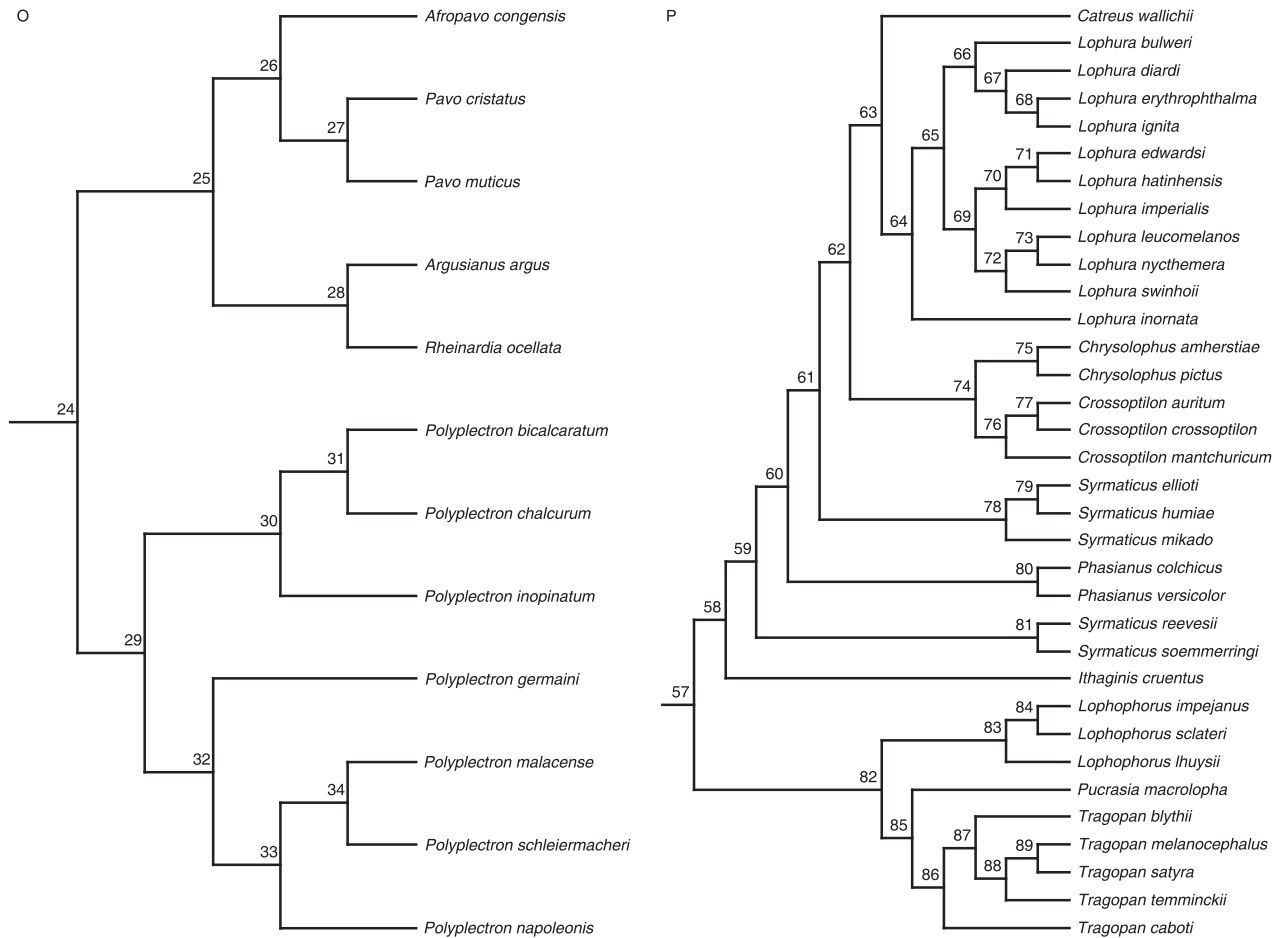 O
Afropavo congensis
26
Pavo cristatus
27
Pavo muticus
25
Argusianus argus
28
Rheinardia ocellata
24
Polyplectron bicalcaratum
31
Polyplectron chalcurum
30
Polyplectron inopinatum
29
Polyplectron germaini
32
Polyplectron malacense
34
Polyplectron schleiermacheri
33
Polyplectron napoleonis
P
Catreus wallichii
Lophura bulweri
66
Lophura diardi
67
Lophura erythrophthalma
68
63
Lophura ignita
65
Lophura edwardsi
71
Lophura hatinhensis
70
Lophura imperialis
69
64
Lophura leucomelanos
73
62
Lophura nycthemera
72
Lophura swinhoii
Lophura inornata
Chrysolophus amherstiae
75
Chrysolophus pictus
61
74
Crossoptilon auritum
77
Crossoptilon crossoptilon
76
Crossoptilon mantchuricum
60
Syrmaticus ellioti
79
Syrmaticus humiae
78
Syrmaticus mikado
59
Phasianus colchicus
80
Phasianus versicolor
58
Syrmaticus reevesii
81
Syrmaticus soemmerringi
Ithaginis cruentus
57
Lophophorus impejanus
84
Lophophorus sclateri
83
Lophophorus lhuysii
82
Pucrasia macrolopha
85
Tragopan blythii
87
Tragopan melanocephalus
89
Tragopan satyra
88
86
Tragopan temminckii
Tragopan caboti